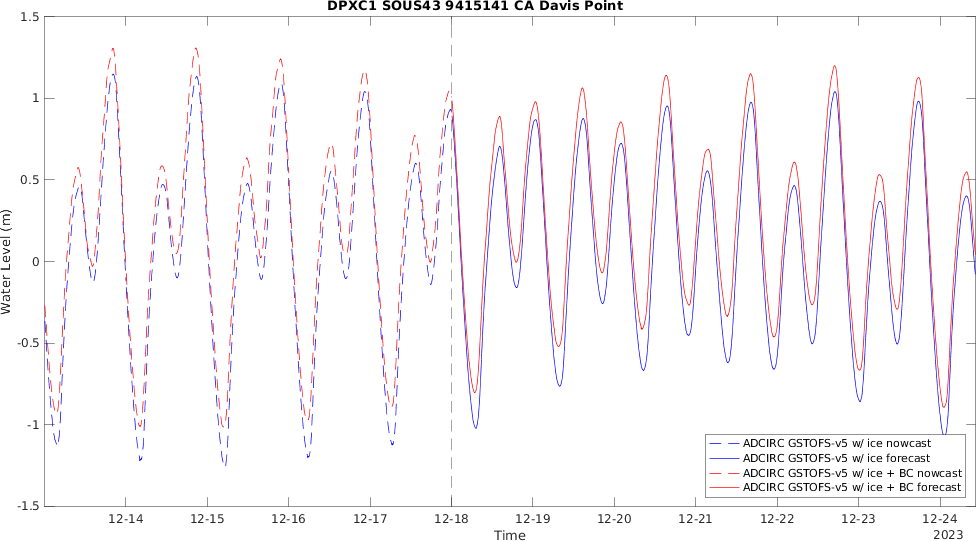 DPXC1 SOUS43 9415141 CA Davis Point
1.5
1
0.5
0
-0.5
-1
-1.5
Water Level (m)
12-14 12-15 12-16 12-17 12-18 12-19 12-20 12-21 12-22 12-23 12-24
Time
2023
ADCIRC GSTOFS-v5 w/ ice nowcast
ADCIRC GSTOFS-v5 w/ ice forecast
ADCIRC GSTOFS-v5 w/ ice + BC nowcast
ADCIRC GSTOFS-v5 w/ ice + BC forecast